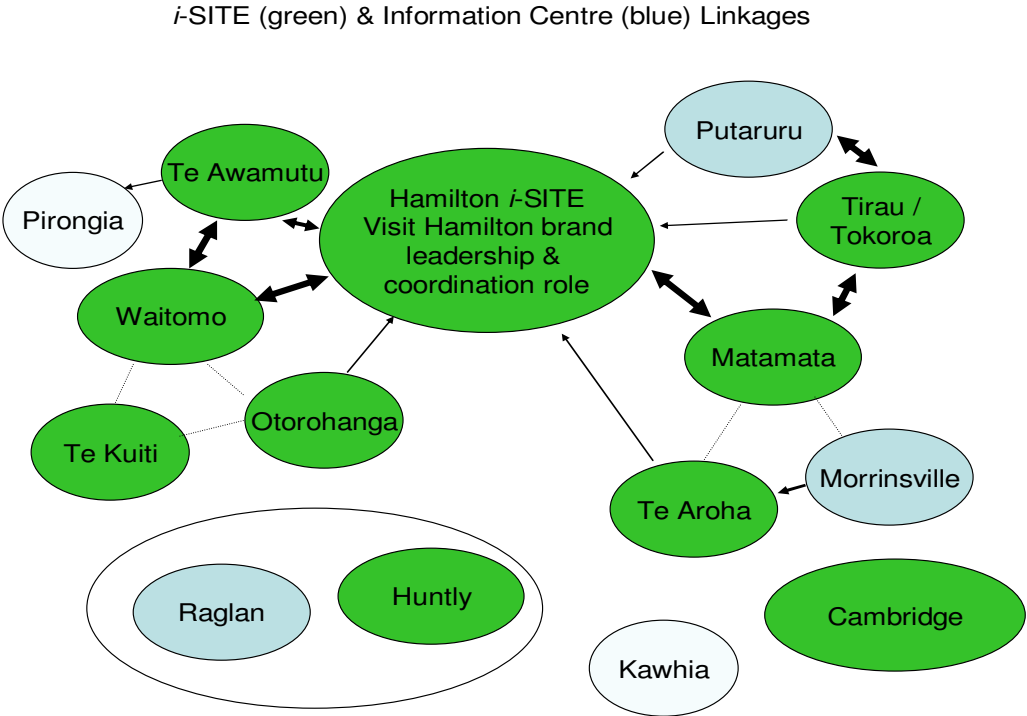 i-SITE (green) & Information Centre (blue) Linkages
Putaruru
Te Awamutu
Pirongia
Hamilton i-SITE
Visit Hamilton brand
leadership &
coordination role
Tirau /
Tokoroa
Waitomo
Matamata
Otorohanga
Te Kuiti
Morrinsville
Te Aroha
Raglan
Huntly
Cambridge
Kawhia